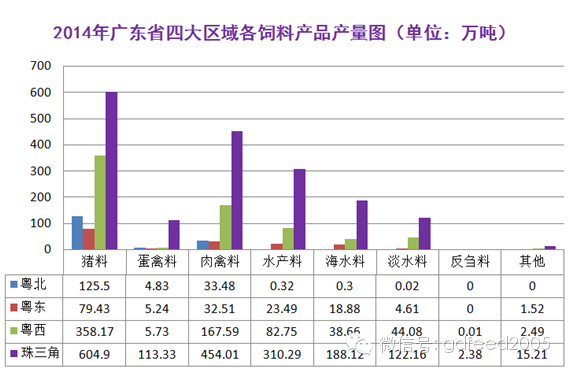 2014年广东省四大区域各饲料产品产量图（单位：万吨）
700
600
500
400
300
200
100
0
猪料 蛋禽料 肉禽料 水产料 海水料 淡水料 反刍料 其他
粤北 125.5 4.83 33.48 0.32 0.3 0.02 0 0
粤东 79.43 5.24 32.51 23.49 18.88 4.61 0 1.52
粤西 358.17 5.73 167.59 82.75 38.66 44.08 0.01 2.49
珠三角 604.9 113.33 454.01 310.29 188.12 122.16 2.38 15.21
微信号: gdfeed2005